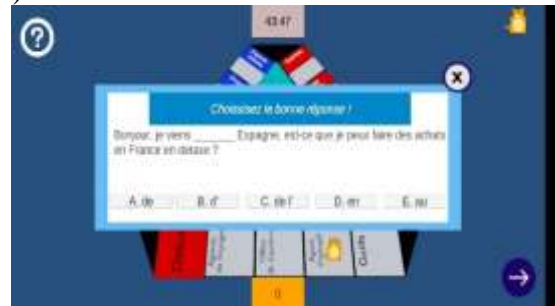 43:47
?
X
Choisissez la bonne réponse !
Bonjour, je viens ______ Espagne, est-ce que je peux faire des achats
en France en détaxe ?
A. de B. d' C. de l' D. en E. au
0